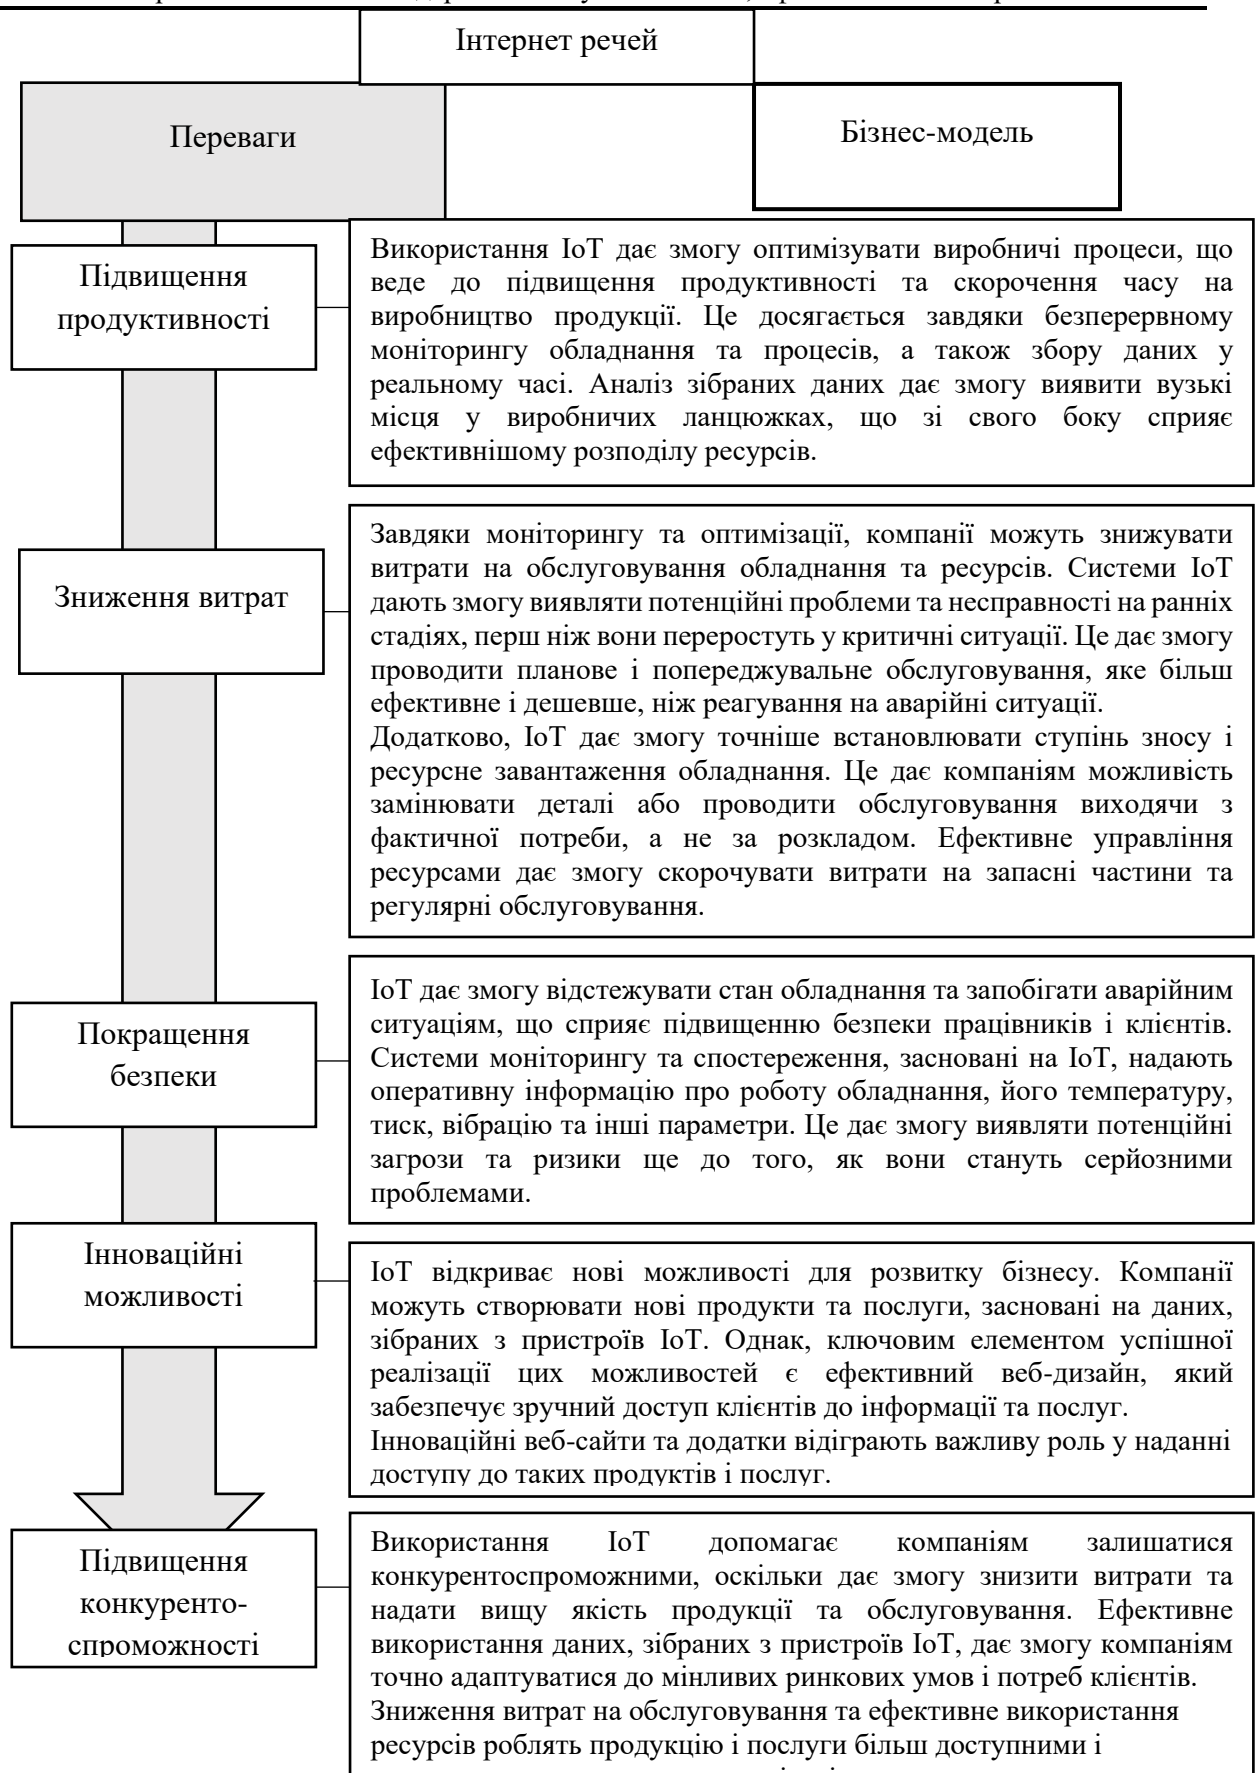 Інтернет речей
Переваги
Бізнес-модель
Підвищення
продуктивності
Використання IoT дає змогу оптимізувати виробничі процеси, що
веде до підвищення продуктивності та скорочення часу на
виробництво продукції. Це досягається завдяки безперервному
моніторингу обладнання та процесів, а також збору даних у
реальному часі. Аналіз зібраних даних дає змогу виявити вузькі
місця у виробничих ланцюжках, що зі свого боку сприяє
ефективнішому розподілу ресурсів.
Зниження витрат
Завдяки моніторингу та оптимізації, компанії можуть знижувати
витрати на обслуговування обладнання та ресурсів. Системи IoT
дають змогу виявляти потенційні проблеми та несправності на ранніх
стадіях, перш ніж вони переростуть у критичні ситуації. Це дає змогу
проводити планове і попереджувальне обслуговування, яке більш
ефективне і дешевше, ніж реагування на аварійні ситуації.
Додатково, IoT дає змогу точніше встановлювати ступінь зносу і
ресурсне завантаження обладнання. Це дає компаніям можливість
замінювати деталі або проводити обслуговування виходячи з
фактичної потреби, а не за розкладом. Ефективне управління
ресурсами дає змогу скорочувати витрати на запасні частини та
регулярні обслуговування.
Покращення
безпеки
IoT дає змогу відстежувати стан обладнання та запобігати аварійним
ситуаціям, що сприяє підвищенню безпеки працівників і клієнтів.
Системи моніторингу та спостереження, засновані на IoT, надають
оперативну інформацію про роботу обладнання, його температуру,
тиск, вібрацію та інші параметри. Це дає змогу виявляти потенційні
загрози та ризики ще до того, як вони стануть серйозними
проблемами.
Інноваційні
можливості
IoT відкриває нові можливості для розвитку бізнесу. Компанії
можуть створювати нові продукти та послуги, засновані на даних,
зібраних з пристроїв IoT. Однак, ключовим елементом успішної
реалізації цих можливостей є ефективний веб-дизайн, який
забезпечує зручний доступ клієнтів до інформації та послуг.
Інноваційні веб-сайти та додатки відіграють важливу роль у наданні
доступу до таких продуктів і послуг.
Підвищення
конкуренто-
спроможності
Використання IoT допомагає компаніям залишатися
конкурентоспроможними, оскільки дає змогу знизити витрати та
надати вищу якість продукції та обслуговування. Ефективне
використання даних, зібраних з пристроїв IoT, дає змогу компаніям
точно адаптуватися до мінливих ринкових умов і потреб клієнтів.
Зниження витрат на обслуговування та ефективне використання
ресурсів роблять продукцію і послуги більш доступними і